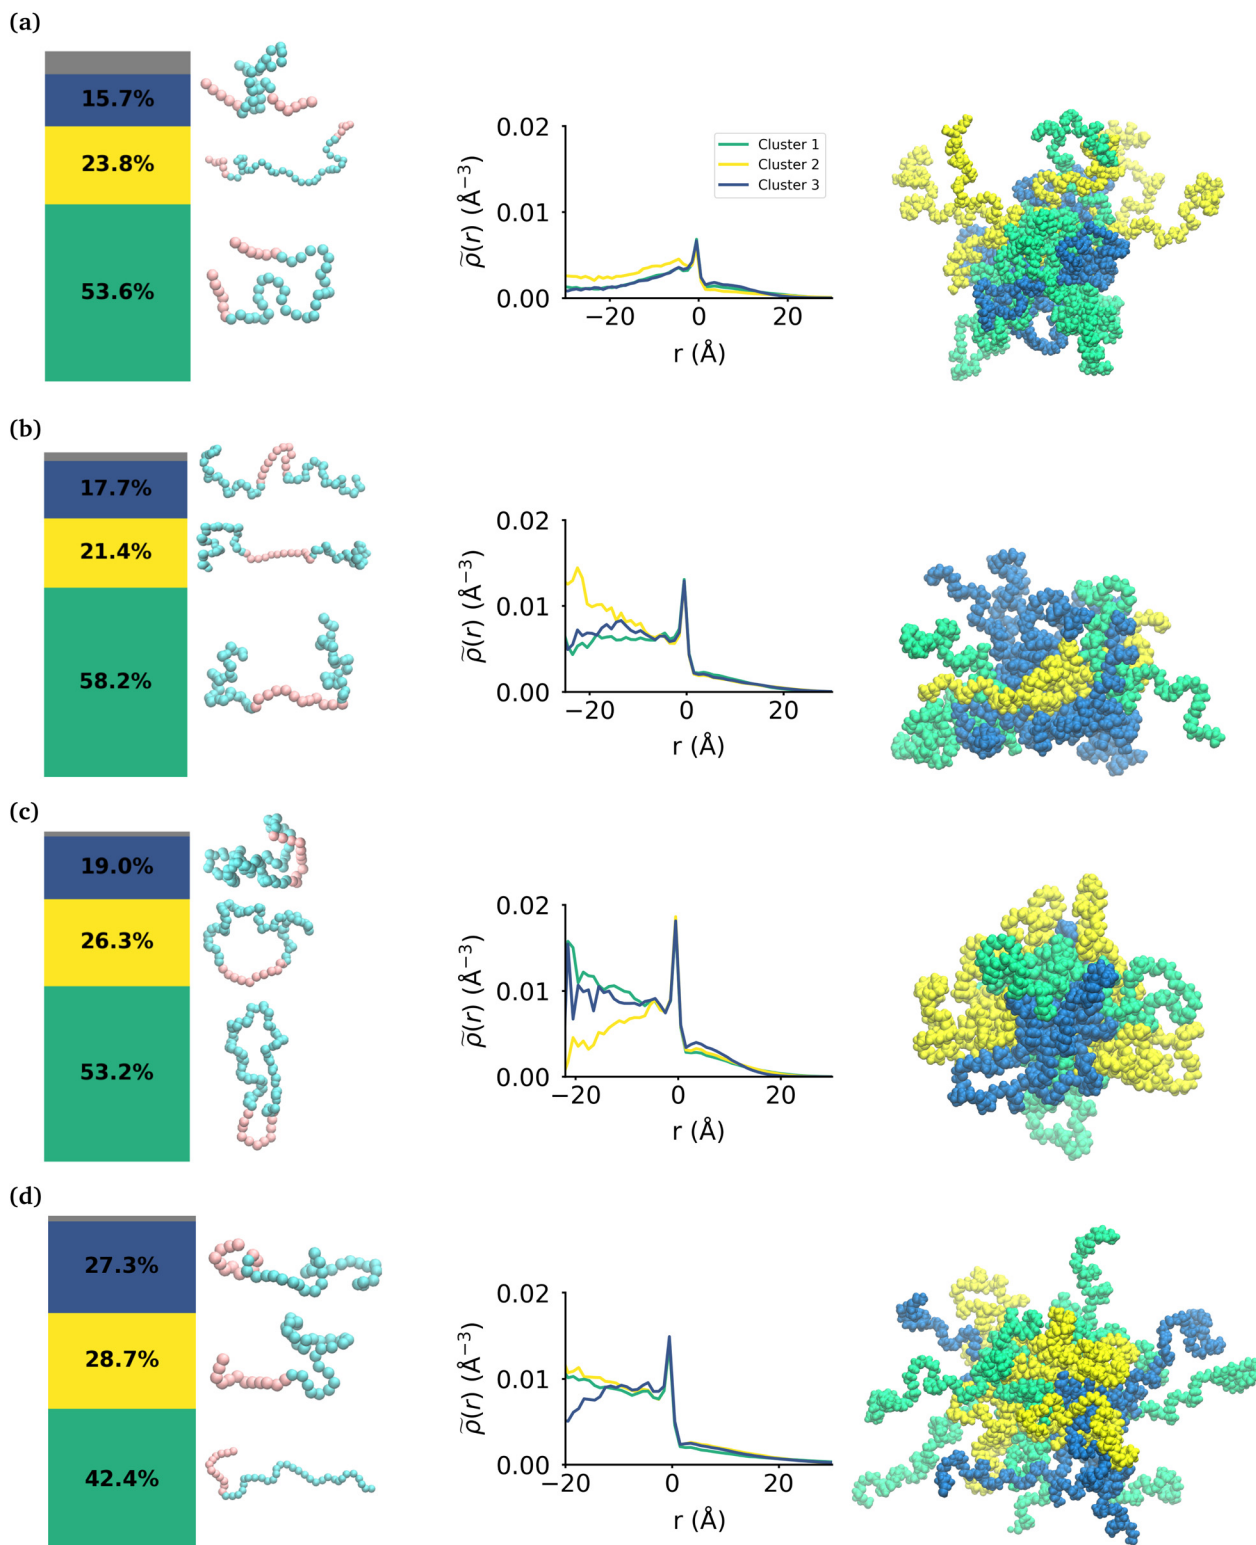 (a)
15.7%
23.8%
53.6%
0.02
0.01
0.00
ρ̃(r) (Å⁻³)
Cluster 1
Cluster 2
Cluster 3
−20 0 20
r (Å)
(b)
17.7%
21.4%
58.2%
0.02
0.01
0.00
ρ̃(r) (Å⁻³)
−20 0 20
r (Å)
(c)
19.0%
26.3%
53.2%
0.02
0.01
0.00
ρ̃(r) (Å⁻³)
−20 0 20
r (Å)
(d)
27.3%
28.7%
42.4%
0.02
0.01
0.00
ρ̃(r) (Å⁻³)
−20 0 20
r (Å)